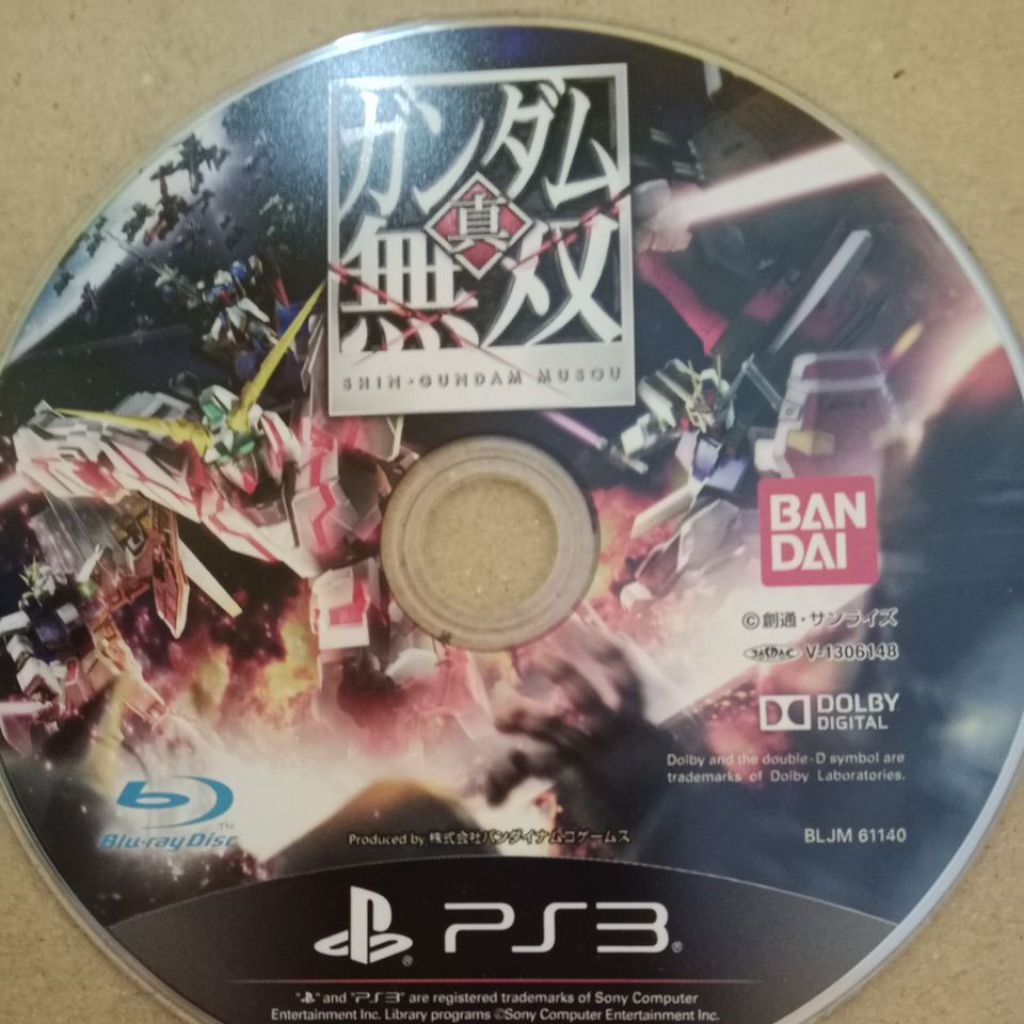 ガンダム
真
無双
SHIN·GUNDAM MUSOU
BAN
DAI
©創通・サンライズ
V-1306148
DOLBY
DIGITAL
Dolby and the double-D symbol are
trademarks of Dolby Laboratories.
Blu-ray Disc™
Produced by 株式会社バンダイナムコゲームス
BLJM 61140
PS3®
"PS" and "PS3" are registered trademarks of Sony Computer
Entertainment Inc. Library programs ©Sony Computer Entertainment Inc.